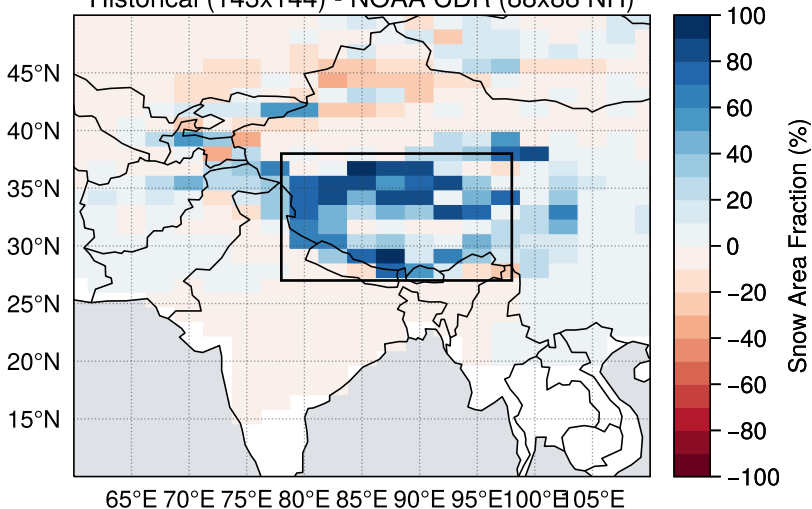 Historical (143x144) - NOAA CDR (88x88 NH)
45°N
40°N
35°N
30°N
25°N
20°N
15°N
65°E 70°E 75°E 80°E 85°E 90°E 95°E 100°E 105°E
100
80
60
40
20
0
−20
−40
−60
−80
−100
Snow Area Fraction (%)